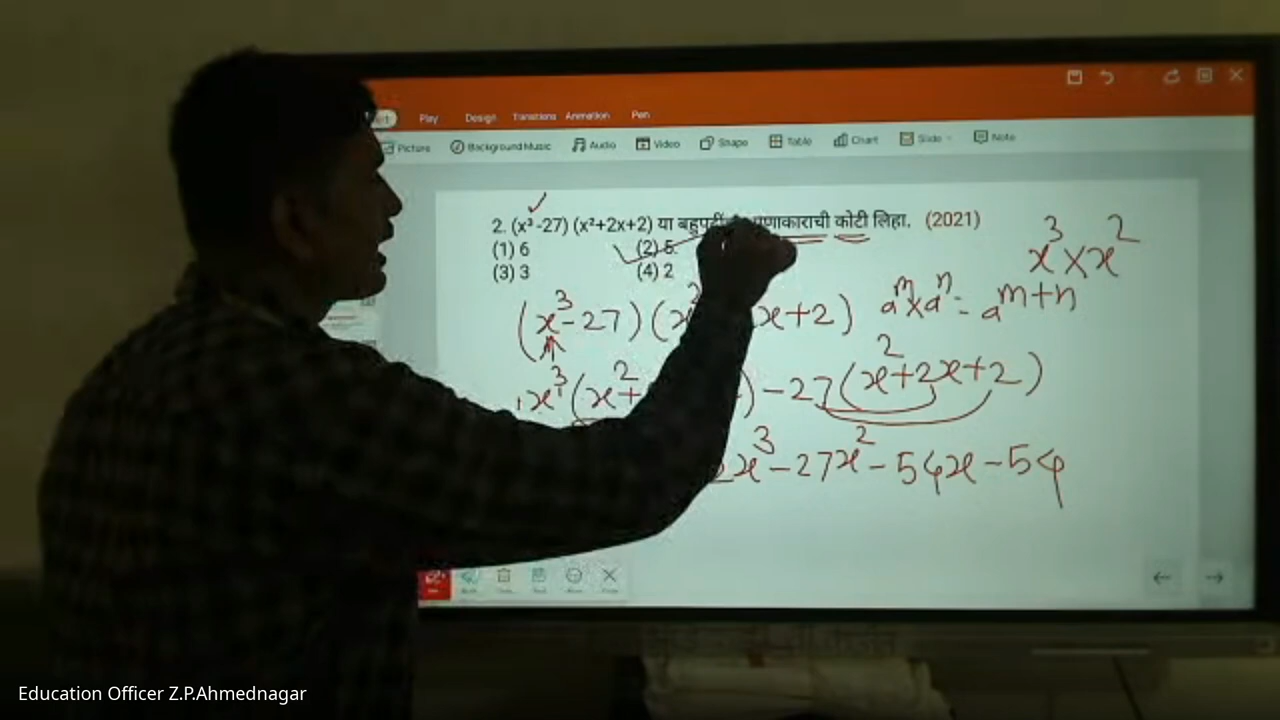 Play Design Transitions Animation Pen
Picture Background Music Audio Video Shape Table Chart Slide Note
2. (x³-27) (x²+2x+2) या कोटी लिहा. (2021)
(1) 6 (2) 5
(3) 3 (4) 2
x³×x²
(x³-27)(x x+2) aᵐ×aⁿ = aᵐ⁺ⁿ
x³(x²+ )-27(x²+2x+2)
2x³-27x²-54x-54
Education Officer Z.P.Ahmednagar